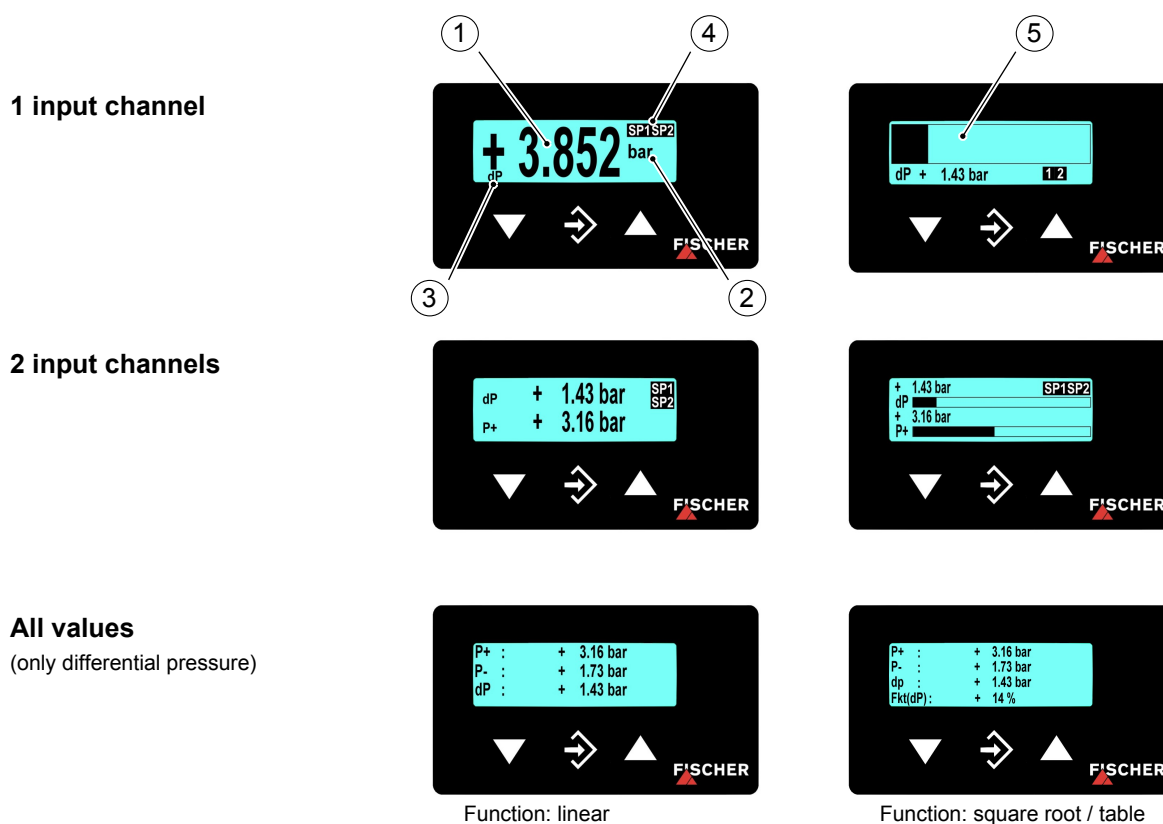 1 4 5
1 input channel
+ 3.852 bar SP1SP2
dP
FISCHER
3 2
dP + 1.43 bar 1 2
FISCHER
2 input channels
dP + 1.43 bar SP1
P+ + 3.16 bar SP2
FISCHER
+ 1.43 bar SP1SP2
dP
+ 3.16 bar
P+
FISCHER
All values
(only differential pressure)
P+ : + 3.16 bar
P- : + 1.73 bar
dP : + 1.43 bar
FISCHER
Function: linear
P+ : + 3.16 bar
P- : + 1.73 bar
dp : + 1.43 bar
Fkt(dP) : + 14 %
FISCHER
Function: square root / table